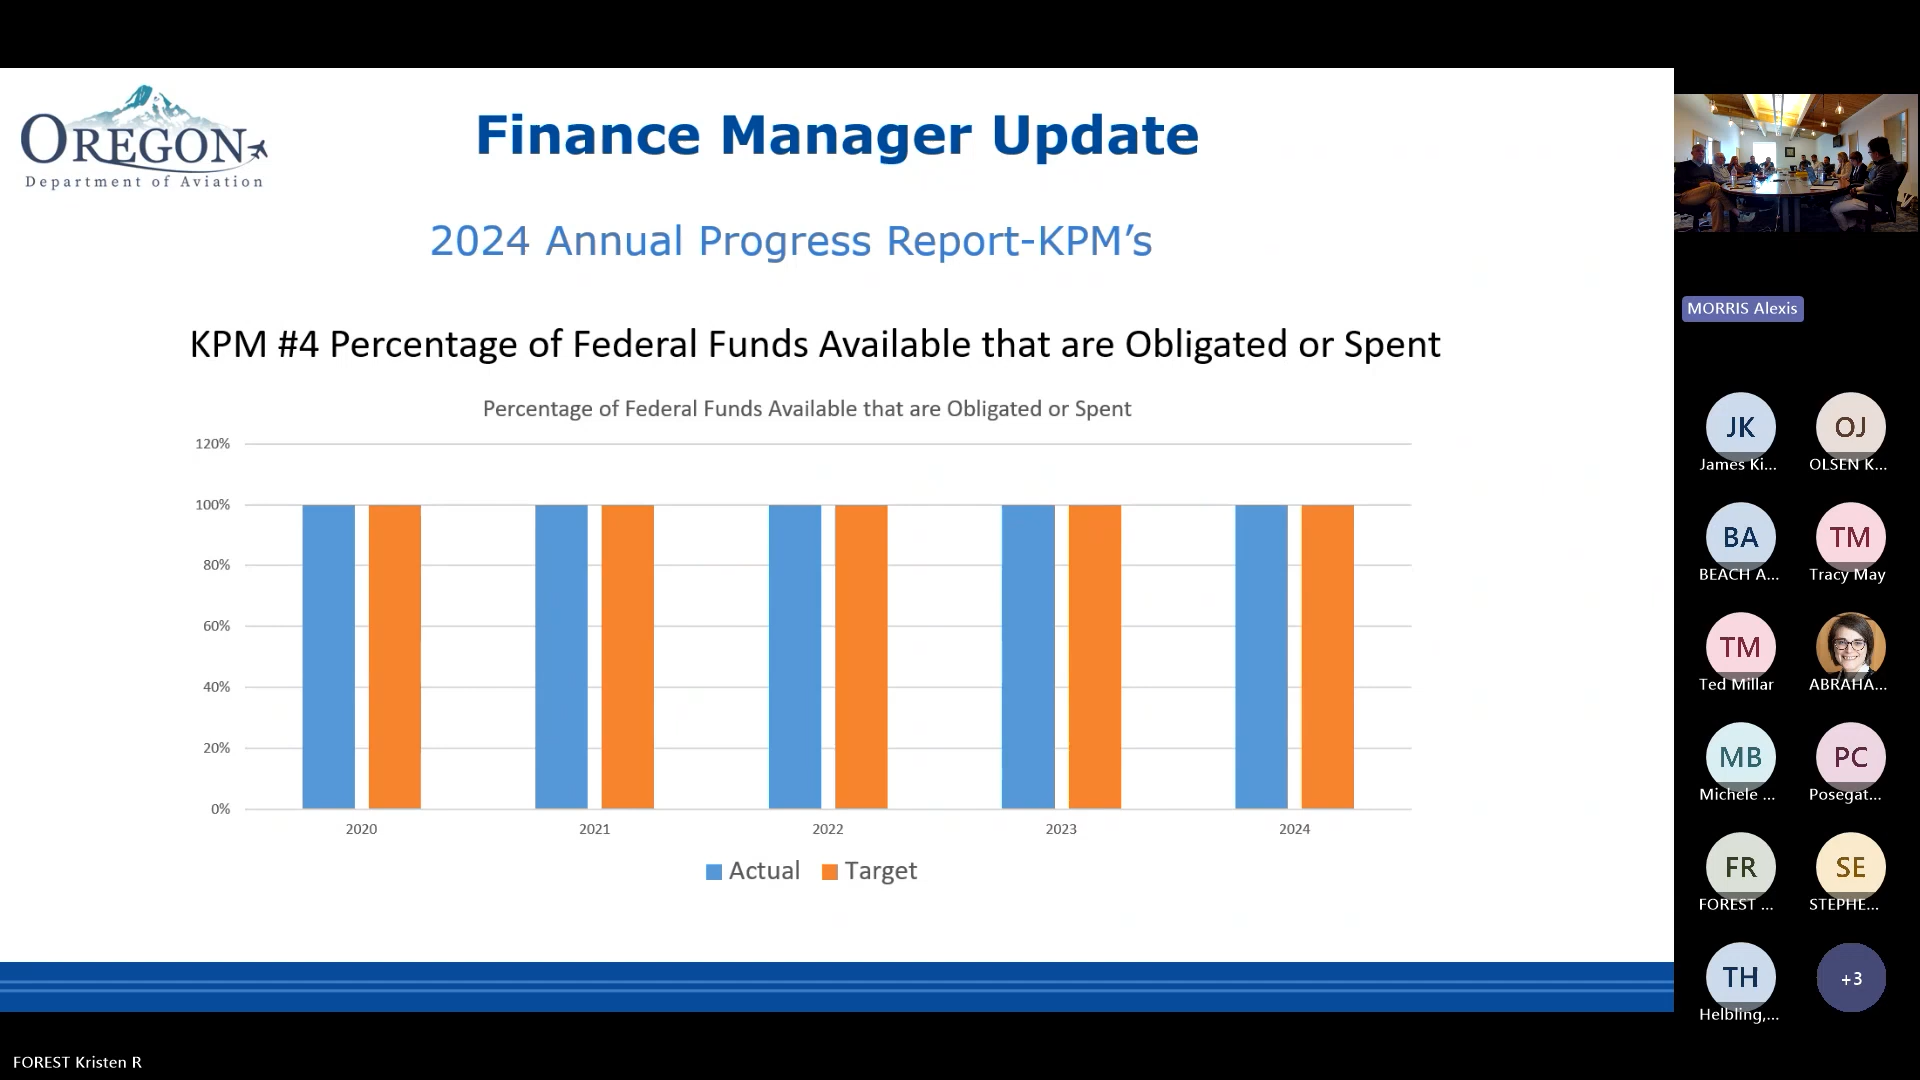 OREGON
Department of Aviation
Finance Manager Update
2024 Annual Progress Report-KPM's
KPM #4 Percentage of Federal Funds Available that are Obligated or Spent
Percentage of Federal Funds Available that are Obligated or Spent
120%
100%
80%
60%
40%
20%
0%
2020 2021 2022 2023 2024
Actual Target
MORRIS Alexis
JK OJ
James Ki... OLSEN K...
BA TM
BEACH A... Tracy May
TM
Ted Millar ABRAHA...
MB PC
Michele ... Posegat...
FR SE
FOREST ... STEPHE...
TH +3
Helbling,...
FOREST Kristen R